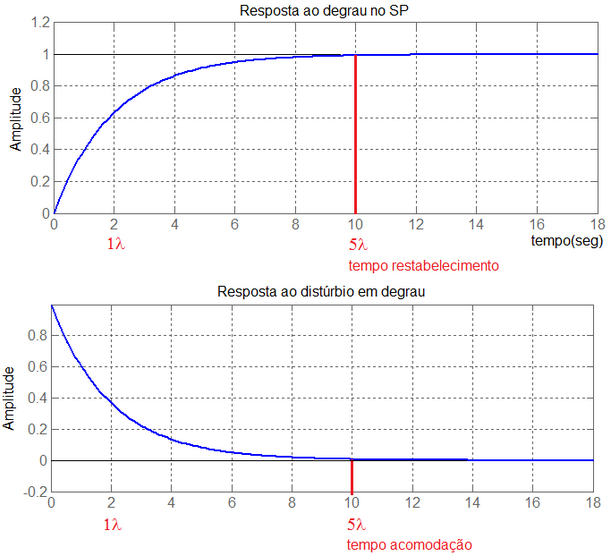 Resposta ao degrau no SP
1.2
1
0.8
0.6
0.4
0.2
0
Amplitude
0 2 4 6 8 10 12 14 16 18
tempo(seg)
1λ 5λ
tempo restabelecimento
Resposta ao distúrbio em degrau
0.8
0.6
0.4
0.2
0
-0.2
Amplitude
0 2 4 6 8 10 12 14 16 18
1λ 5λ
tempo acomodação